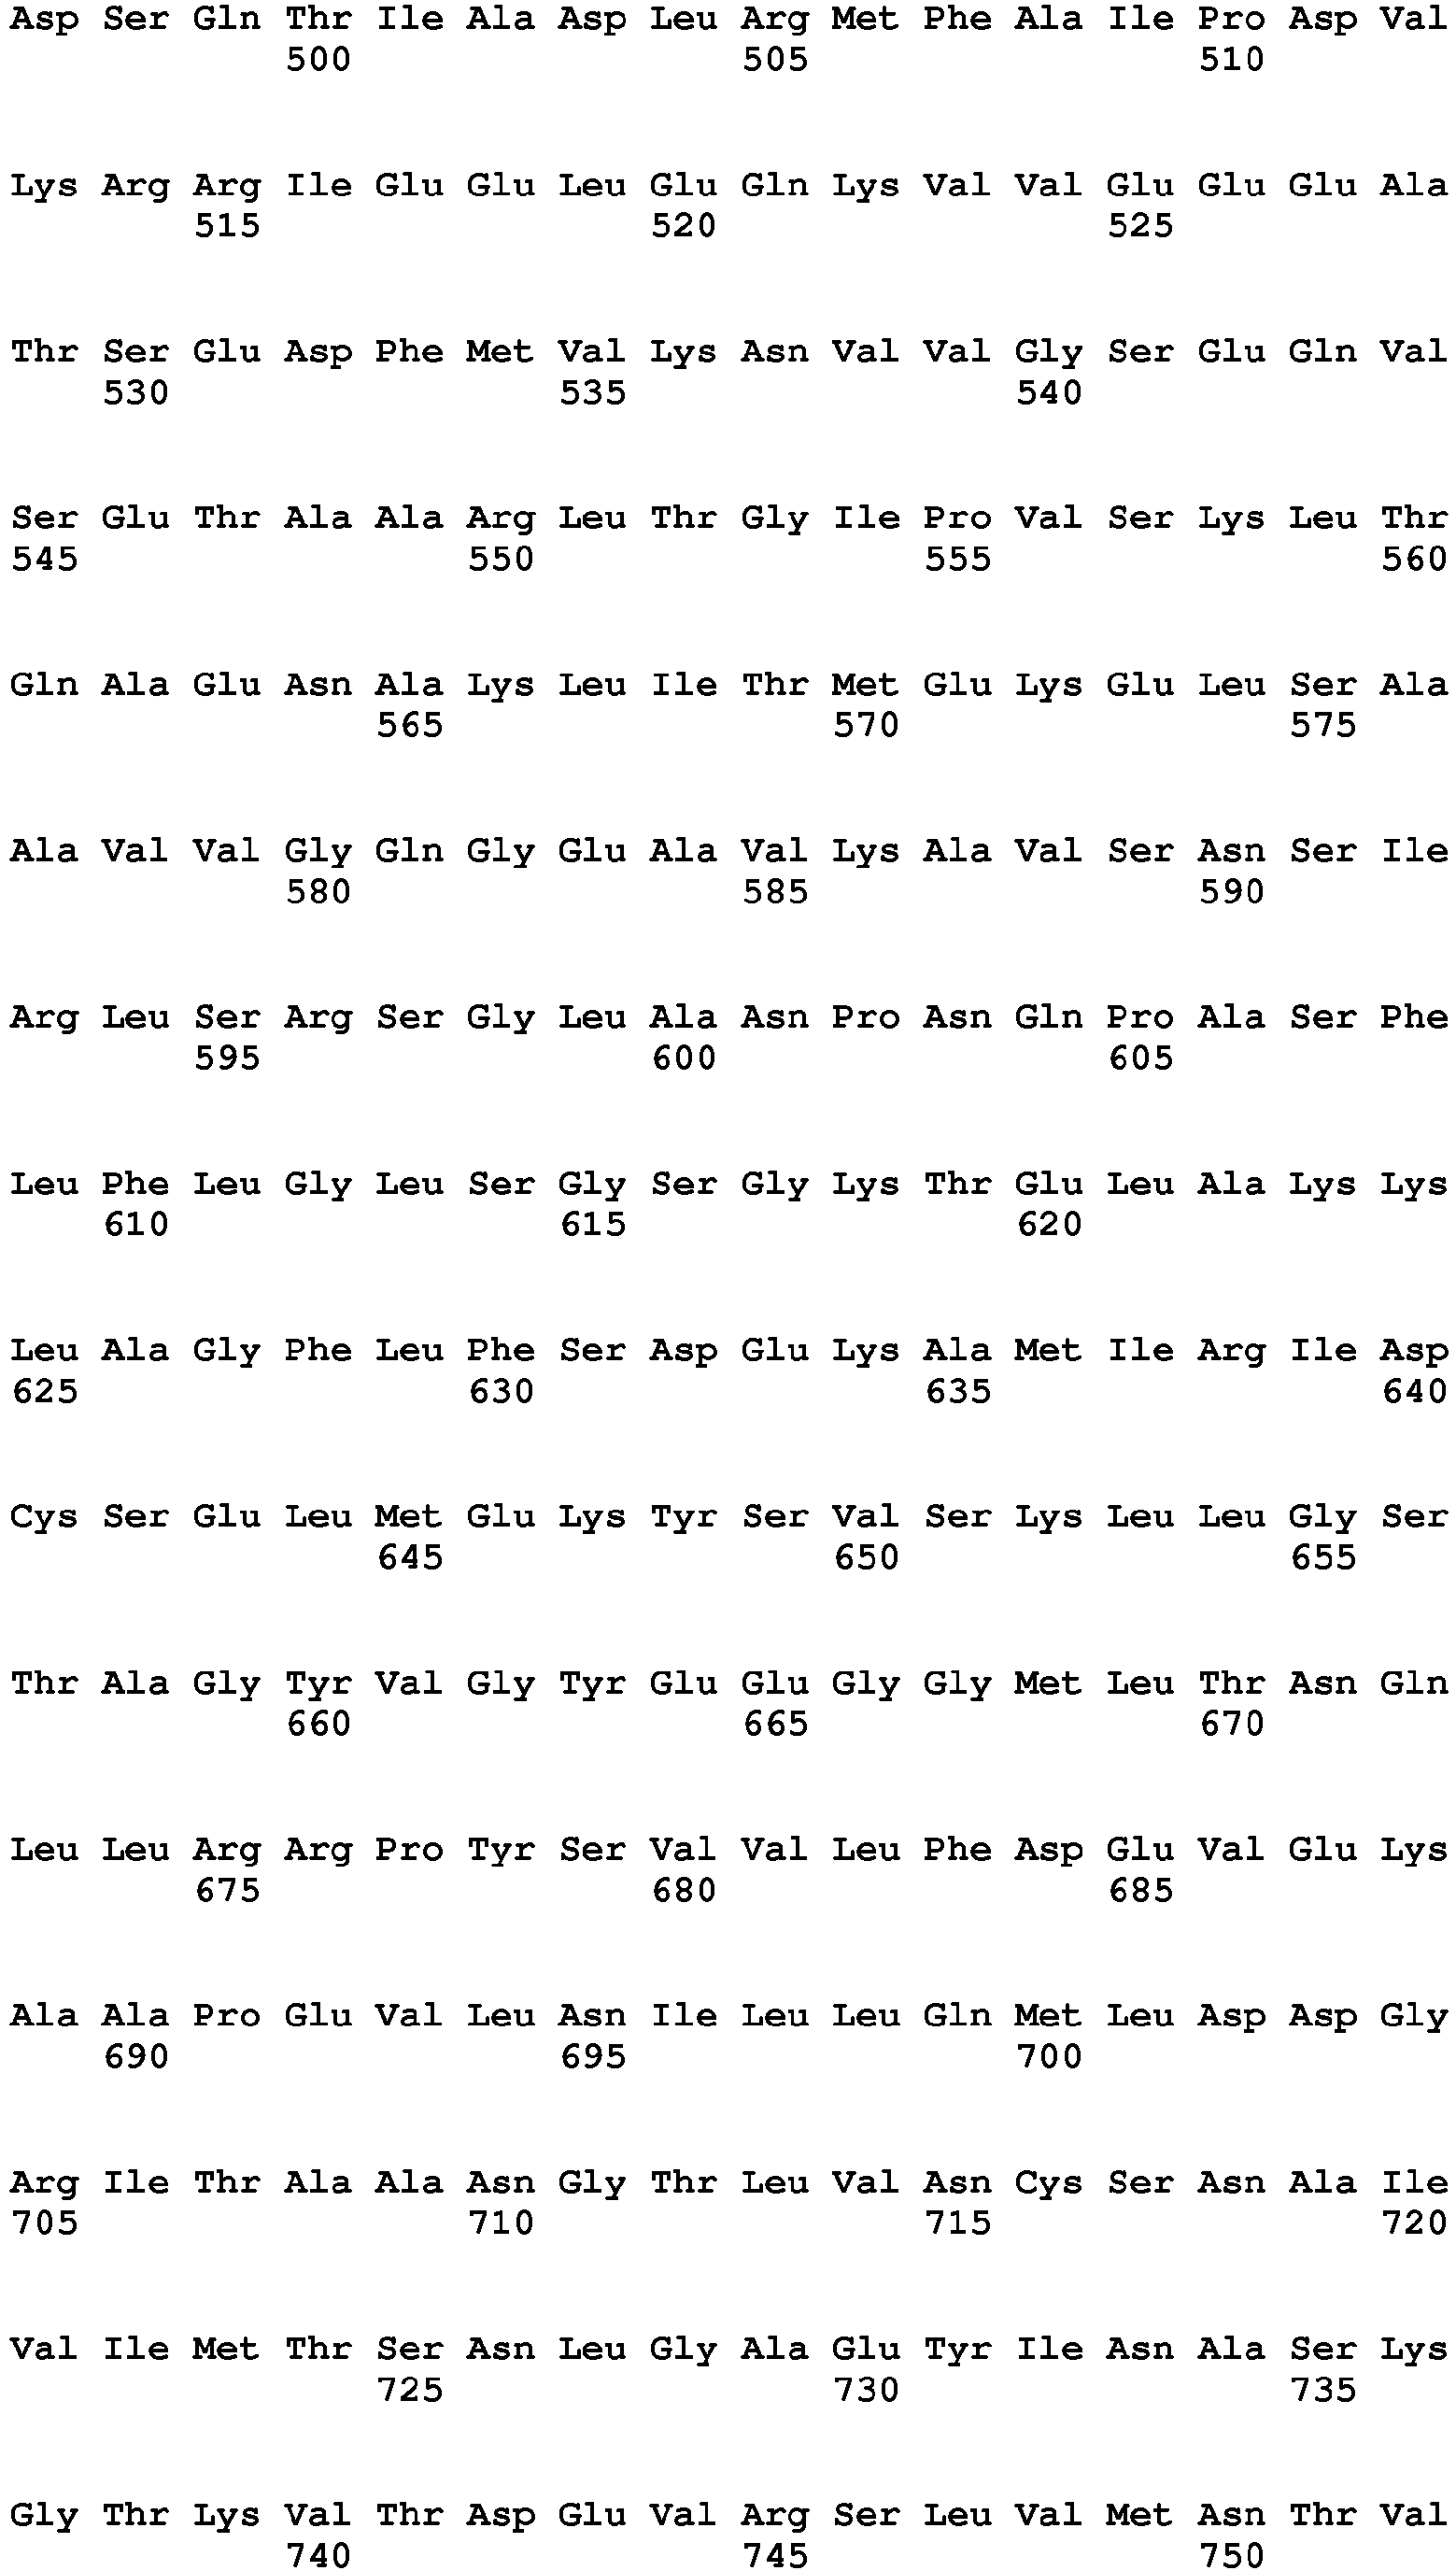 Asp Ser Gln Thr Ile Ala Asp Leu Arg Met Phe Ala Ile Pro Asp Val
500 505 510
Lys Arg Arg Ile Glu Glu Leu Glu Gln Lys Val Val Glu Glu Glu Ala
515 520 525
Thr Ser Glu Asp Phe Met Val Lys Asn Val Val Gly Ser Glu Gln Val
530 535 540
Ser Glu Thr Ala Ala Arg Leu Thr Gly Ile Pro Val Ser Lys Leu Thr
545 550 555 560
Gln Ala Glu Asn Ala Lys Leu Ile Thr Met Glu Lys Glu Leu Ser Ala
565 570 575
Ala Val Val Gly Gln Gly Glu Ala Val Lys Ala Val Ser Asn Ser Ile
580 585 590
Arg Leu Ser Arg Ser Gly Leu Ala Asn Pro Asn Gln Pro Ala Ser Phe
595 600 605
Leu Phe Leu Gly Leu Ser Gly Ser Gly Lys Thr Glu Leu Ala Lys Lys
610 615 620
Leu Ala Gly Phe Leu Phe Ser Asp Glu Lys Ala Met Ile Arg Ile Asp
625 630 635 640
Cys Ser Glu Leu Met Glu Lys Tyr Ser Val Ser Lys Leu Leu Gly Ser
645 650 655
Thr Ala Gly Tyr Val Gly Tyr Glu Glu Gly Gly Met Leu Thr Asn Gln
660 665 670
Leu Leu Arg Arg Pro Tyr Ser Val Val Leu Phe Asp Glu Val Glu Lys
675 680 685
Ala Ala Pro Glu Val Leu Asn Ile Leu Leu Gln Met Leu Asp Asp Gly
690 695 700
Arg Ile Thr Ala Ala Asn Gly Thr Leu Val Asn Cys Ser Asn Ala Ile
705 710 715 720
Val Ile Met Thr Ser Asn Leu Gly Ala Glu Tyr Ile Asn Ala Ser Lys
725 730 735
Gly Thr Lys Val Thr Asp Glu Val Arg Ser Leu Val Met Asn Thr Val
740 745 750